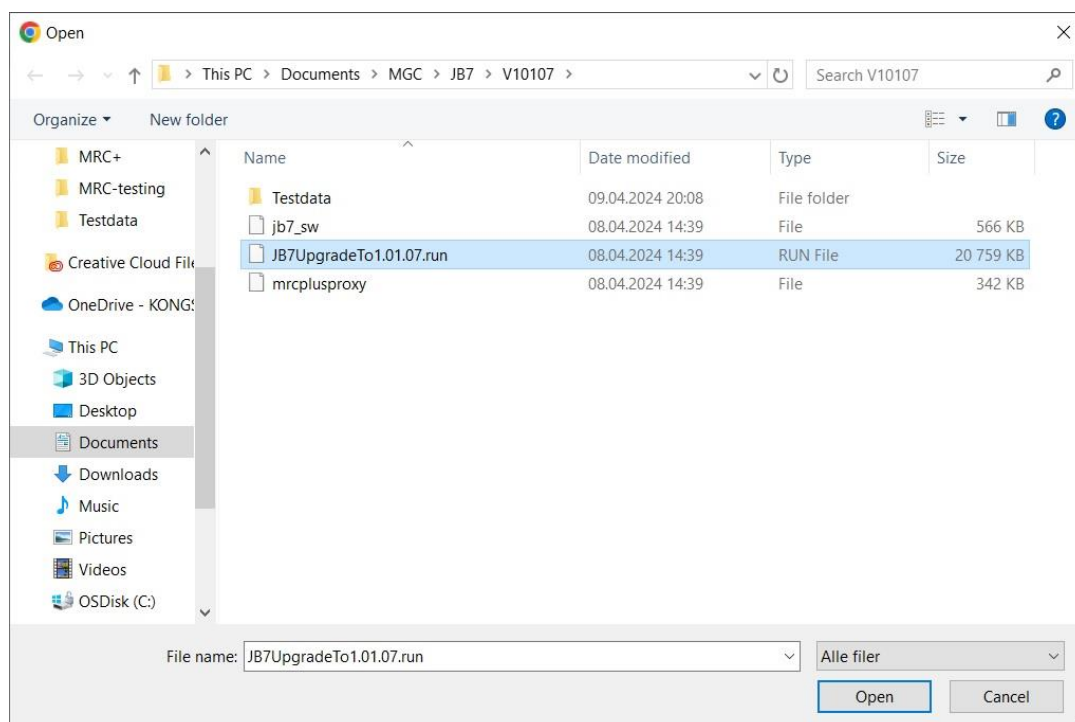 Open
This PC > Documents > MGC > JB7 > V10107 >
Search V10107
Organize
New folder
Name Date modified Type Size
MRC+
MRC-testing
Testdata
Creative Cloud File
OneDrive - KONGS
This PC
3D Objects
Desktop
Documents
Downloads
Music
Pictures
Videos
OSDisk (C:)
Testdata 09.04.2024 20:08 File folder
jb7_sw 08.04.2024 14:39 File 566 KB
JB7UpgradeTo1.01.07.run 08.04.2024 14:39 RUN File 20 759 KB
mrcplusproxy 08.04.2024 14:39 File 342 KB
File name: JB7UpgradeTo1.01.07.run
Alle filer
Open Cancel